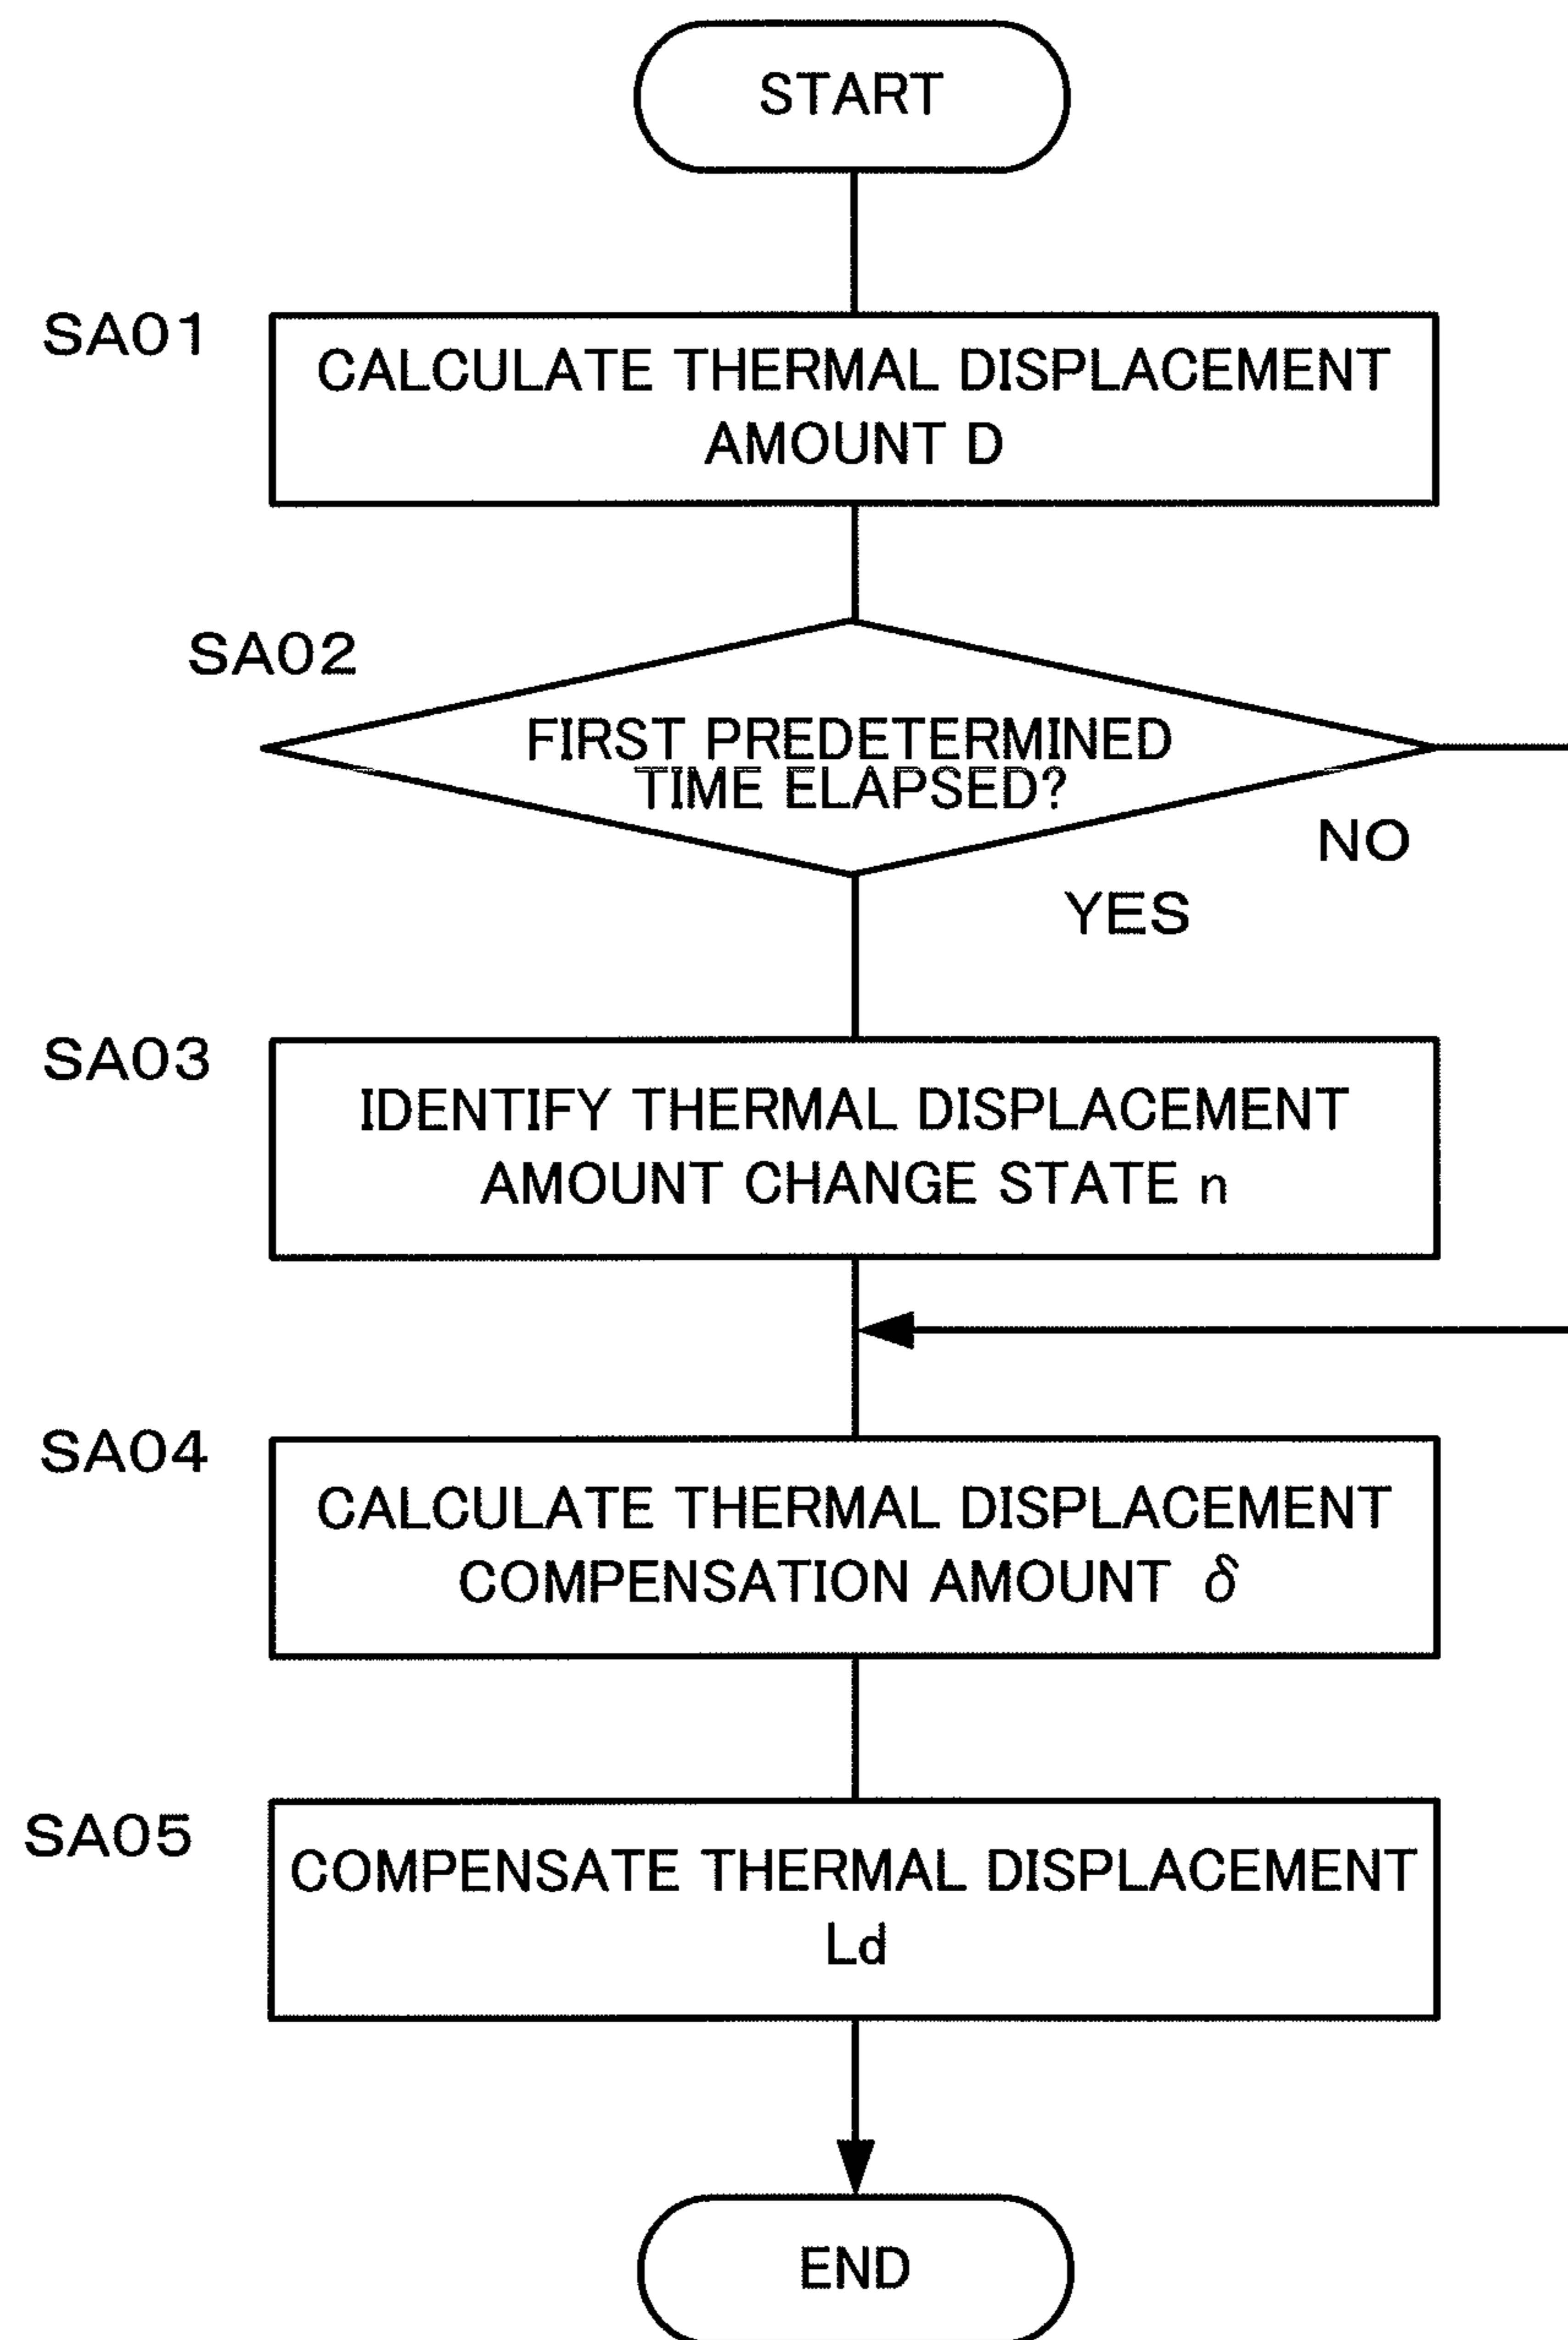 START
SA01
CALCULATE THERMAL DISPLACEMENT
AMOUNT D
SA02
FIRST PREDETERMINED
TIME ELAPSED?
NO
YES
SA03
IDENTIFY THERMAL DISPLACEMENT
AMOUNT CHANGE STATE n
SA04
CALCULATE THERMAL DISPLACEMENT
COMPENSATION AMOUNT δ
SA05
COMPENSATE THERMAL DISPLACEMENT
Ld
END